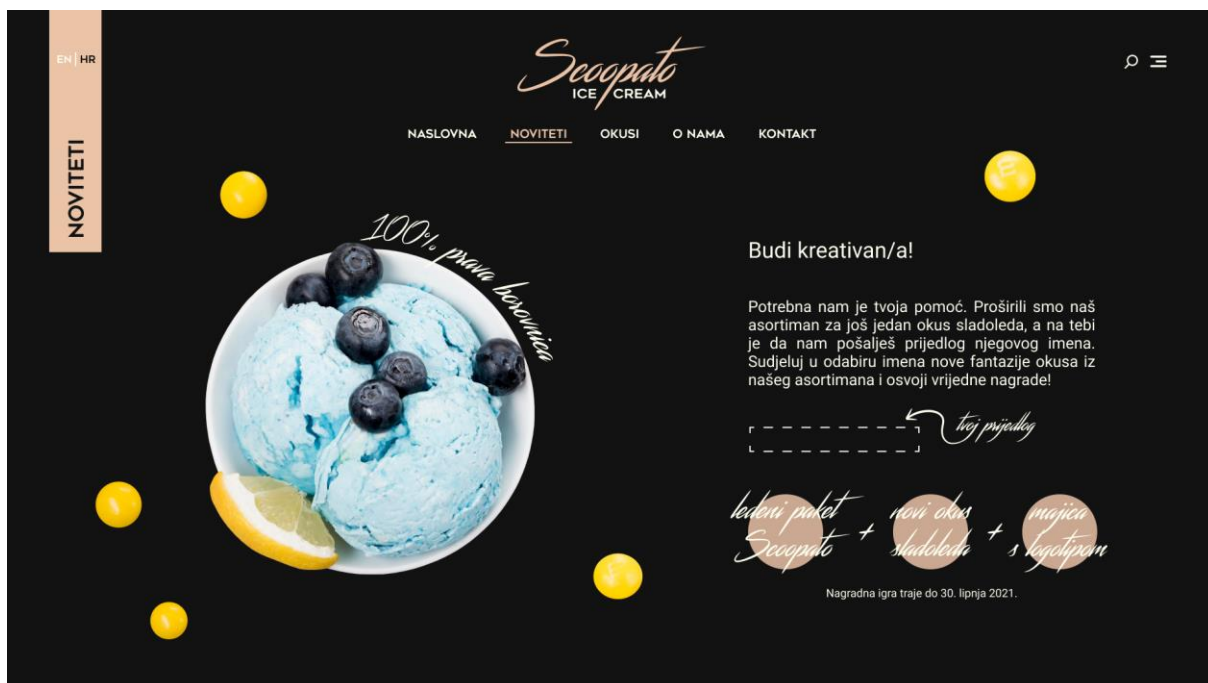 EN | HR
NOVITETI
Scoopato
ICE CREAM
NASLOVNA NOVITETI OKUSI O NAMA KONTAKT
100% prava borovnica
Budi kreativan/a!
Potrebna nam je tvoja pomoć. Proširili smo naš
asortiman za još jedan okus sladoleda, a na tebi
je da nam pošalješ prijedlog njegovog imena.
Sudjeluj u odabiru imena nove fantazije okusa iz
našeg asortimana i osvoji vrijedne nagrade!
tvoj prijedlog
ledeni paket
Scoopato
+
novi okus
sladoleda
+
majica
s logotipom
Nagradna igra traje do 30. lipnja 2021.